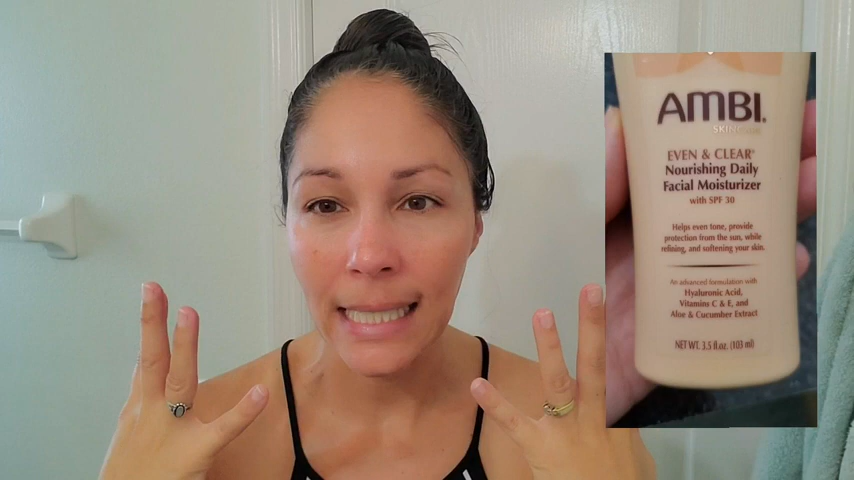 AMBI.
SKINCARE
EVEN & CLEAR®
Nourishing Daily
Facial Moisturizer
with SPF 30
Helps even tone, provide
protection from the sun, while
refining, and softening your skin.
An advanced formulation with
Hyaluronic Acid,
Vitamins C & E, and
Aloe & Cucumber Extract
NET WT. 3.5 fl.oz. (103 ml)